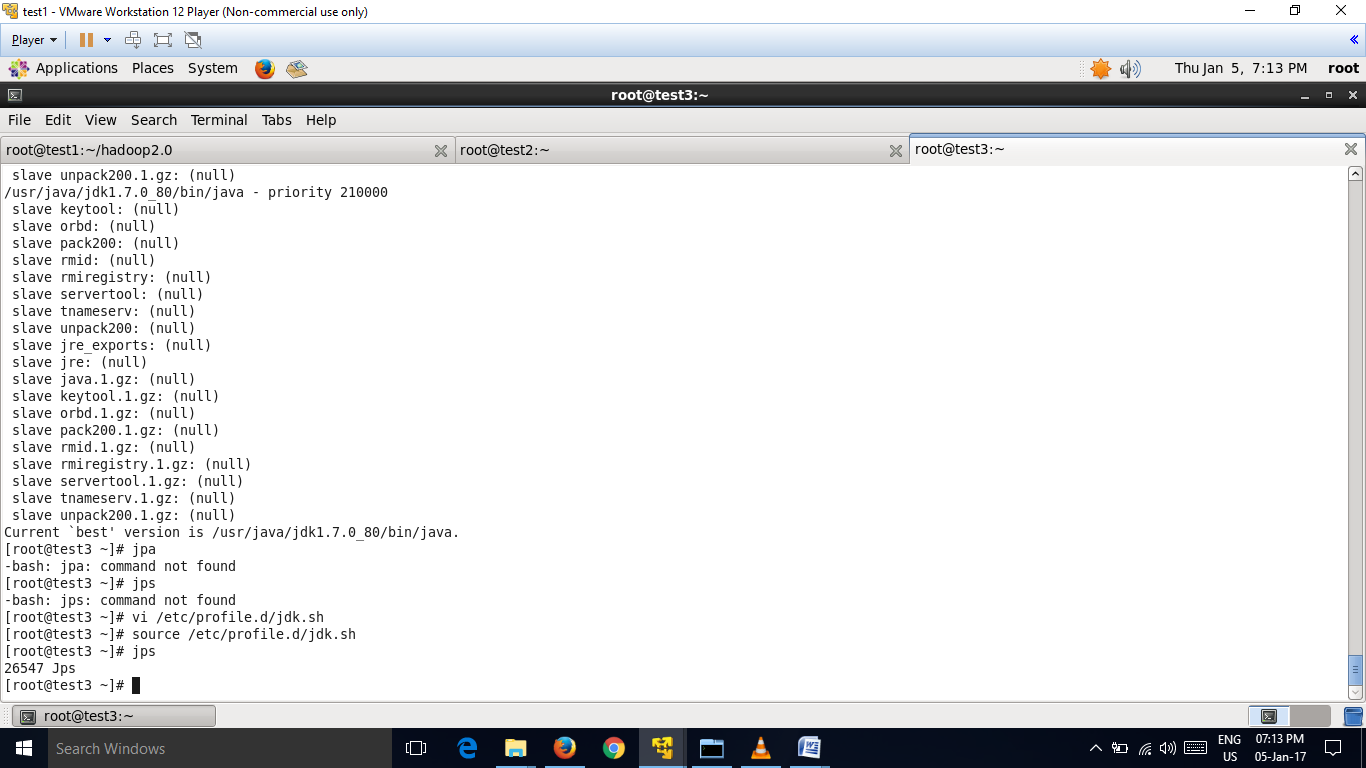 test1 - VMware Workstation 12 Player (Non-commercial use only)
Player
Applications Places System Thu Jan 5, 7:13 PM root
root@test3:~
File Edit View Search Terminal Tabs Help
root@test1:~/hadoop2.0 root@test2:~ root@test3:~
slave unpack200.1.gz: (null)
/usr/java/jdk1.7.0_80/bin/java - priority 210000
slave keytool: (null)
slave orbd: (null)
slave pack200: (null)
slave rmid: (null)
slave rmiregistry: (null)
slave servertool: (null)
slave tnameserv: (null)
slave unpack200: (null)
slave jre_exports: (null)
slave jre: (null)
slave java.1.gz: (null)
slave keytool.1.gz: (null)
slave orbd.1.gz: (null)
slave pack200.1.gz: (null)
slave rmid.1.gz: (null)
slave rmiregistry.1.gz: (null)
slave servertool.1.gz: (null)
slave tnameserv.1.gz: (null)
slave unpack200.1.gz: (null)
Current `best' version is /usr/java/jdk1.7.0_80/bin/java.
[root@test3 ~]# jpa
-bash: jpa: command not found
[root@test3 ~]# jps
-bash: jps: command not found
[root@test3 ~]# vi /etc/profile.d/jdk.sh
[root@test3 ~]# source /etc/profile.d/jdk.sh
[root@test3 ~]# jps
26547 Jps
[root@test3 ~]#
root@test3:~
Search Windows
ENG 07:13 PM
US 05-Jan-17